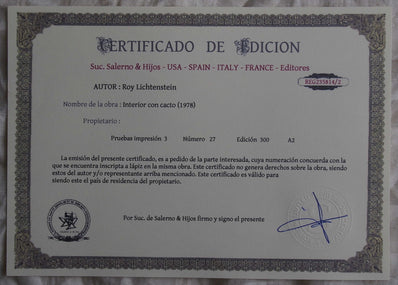 CERTIFICADO DE EDICION
Suc. Salerno & Hijos - USA - SPAIN - ITALY - FRANCE - Editores
REG235814/2
AUTOR : Roy Lichtenstein
Nombre de la obra : Interior con cacto (1978)
Propietario :
Pruebas impresión 3 Número 27 Edición 300 A2
La emisión del presente certificado, es a pedido de la parte interesada, cuya numeración concuerda con la
que se encuentra inscripta a lápiz en la misma obra. Este certificado no genera derechos sobre la obra, siendo
estos del autor y/o representante arriba mencionado. Este certificado es válido para
siendo este el país de residencia del propietario.
Por Suc. de Salerno & Hijos firmo y signo el presente